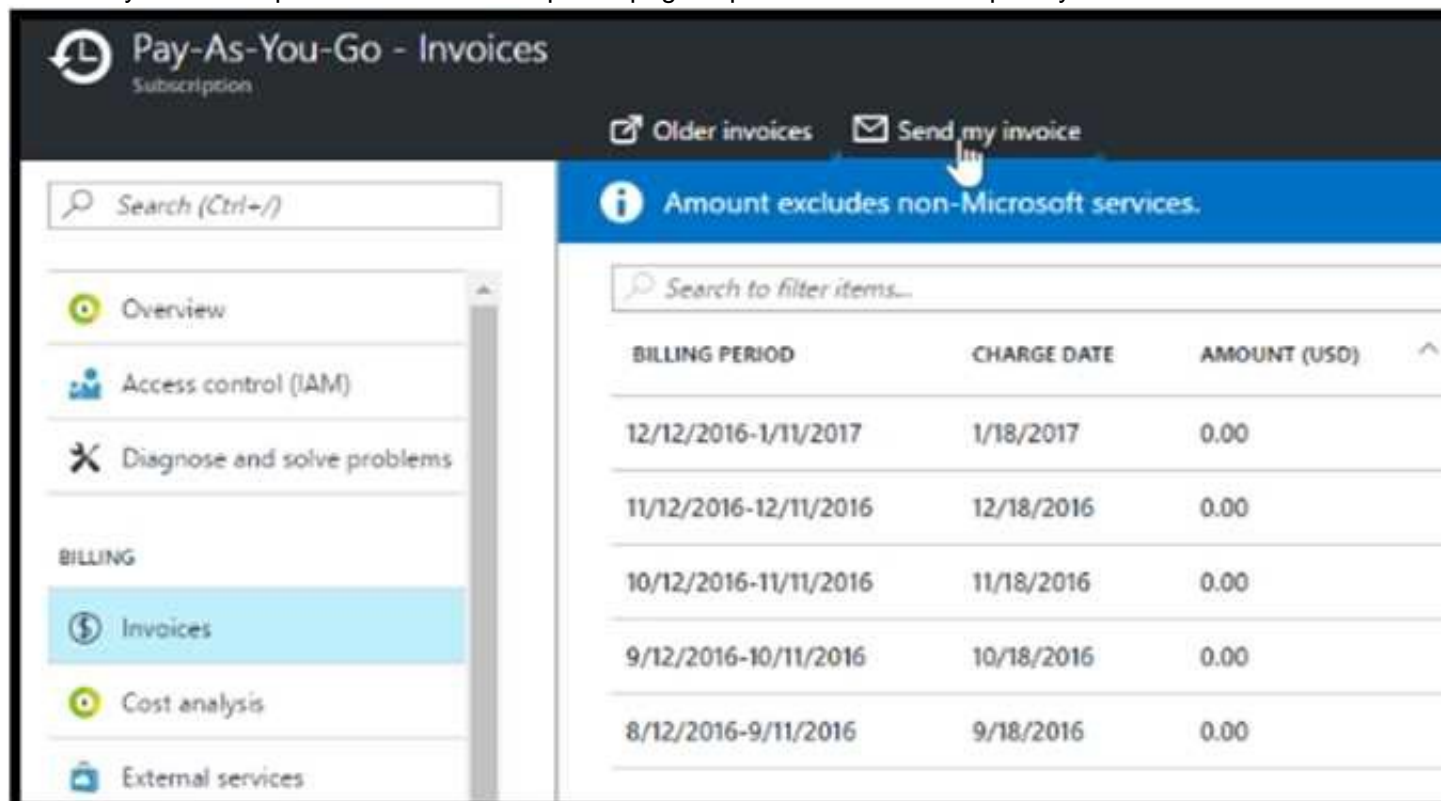 Pay-As-You-Go - Invoices
Subscription
Older invoices
Send my invoice
Search (Ctrl+/)
Overview
Access control (IAM)
Diagnose and solve problems
BILLING
Invoices
Cost analysis
External services
Amount excludes non-Microsoft services.
Search to filter items...
BILLING PERIOD CHARGE DATE AMOUNT (USD)
12/12/2016-1/11/2017 1/18/2017 0.00
11/12/2016-12/11/2016 12/18/2016 0.00
10/12/2016-11/11/2016 11/18/2016 0.00
9/12/2016-10/11/2016 10/18/2016 0.00
8/12/2016-9/11/2016 9/18/2016 0.00